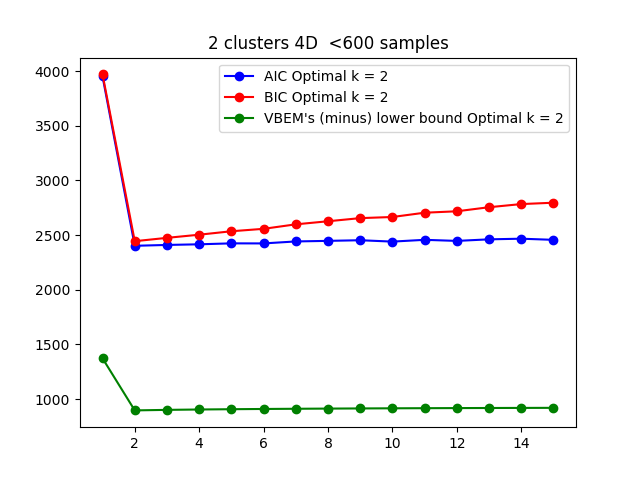 2 clusters 4D  <600 samples
AIC Optimal k = 2
BIC Optimal k = 2
VBEM's (minus) lower bound Optimal k = 2
4000
3500
3000
2500
2000
1500
1000
2 4 6 8 10 12 14